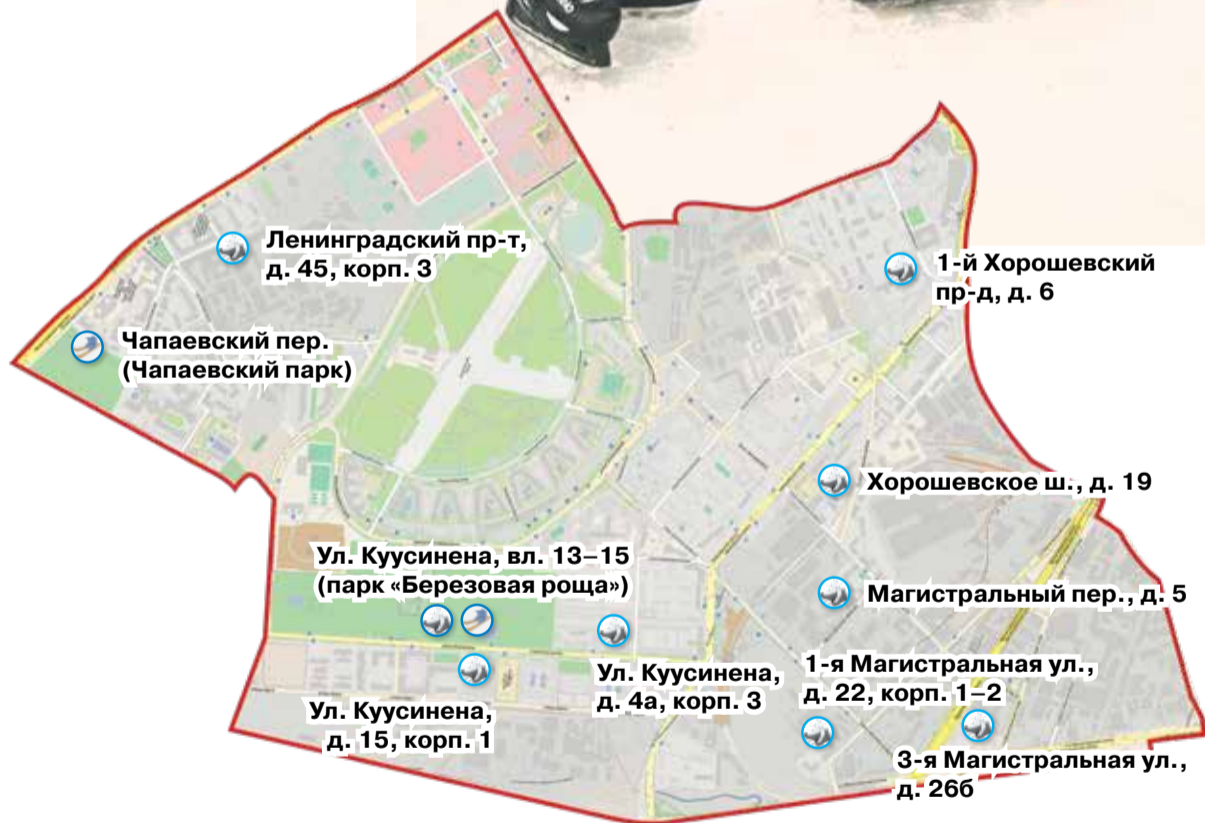 Ленинградский пр-т,
д. 45, корп. 3
1-й Хорошевский
пр-д, д. 6
Чапаевский пер.
(Чапаевский парк)
Хорошевское ш., д. 19
Ул. Куусинена, вл. 13–15
(парк «Березовая роща»)
Магистральный пер., д. 5
Ул. Куусинена,
д. 4а, корп. 3
1-я Магистральная ул.,
д. 22, корп. 1–2
Ул. Куусинена,
д. 15, корп. 1
3-я Магистральная ул.,
д. 26б